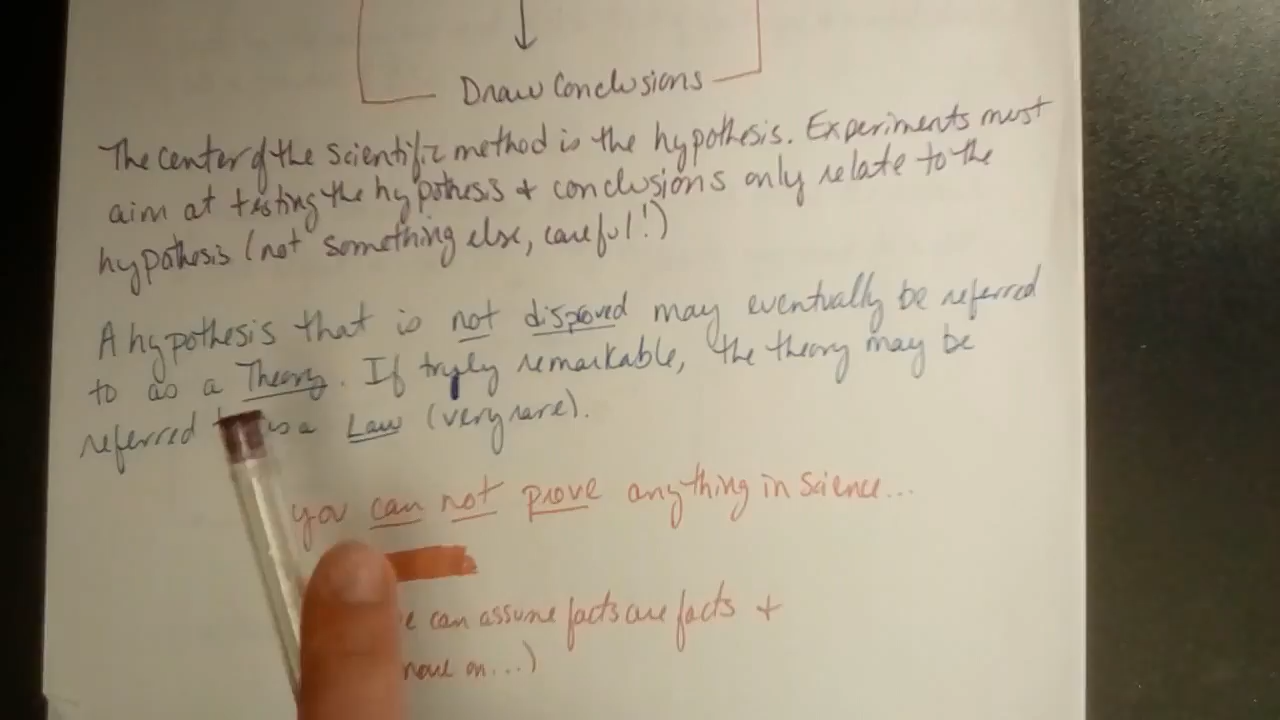 Draw Conclusions
The center of the scientific method is the hypothesis. Experiments must
aim at testing the hypothesis + conclusions only relate to the
hypothesis (not something else, careful!)
A hypothesis that is not disproved may eventually be referred
to as a Theory. If truly remarkable, the theory may be
referred a Law (very rare).
you can not prove anything in science...
can assume facts are facts +
on...)